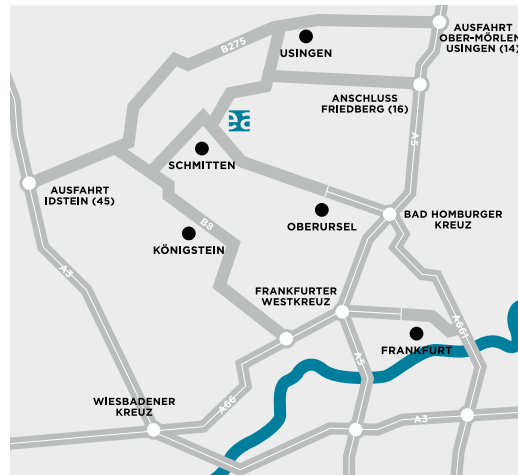 AUSFAHRT
OBER-MÖRLEN
USINGEN (14)
B275
USINGEN
ANSCHLUSS
FRIEDBERG (16)
ea
A5
SCHMITTEN
AUSFAHRT
IDSTEIN (45)
OBERURSEL
BAD HOMBURGER
KREUZ
B8
KÖNIGSTEIN
A3
FRANKFURTER
WESTKREUZ
A661
FRANKFURT
A5
WIESBADENER
KREUZ
A66
A3